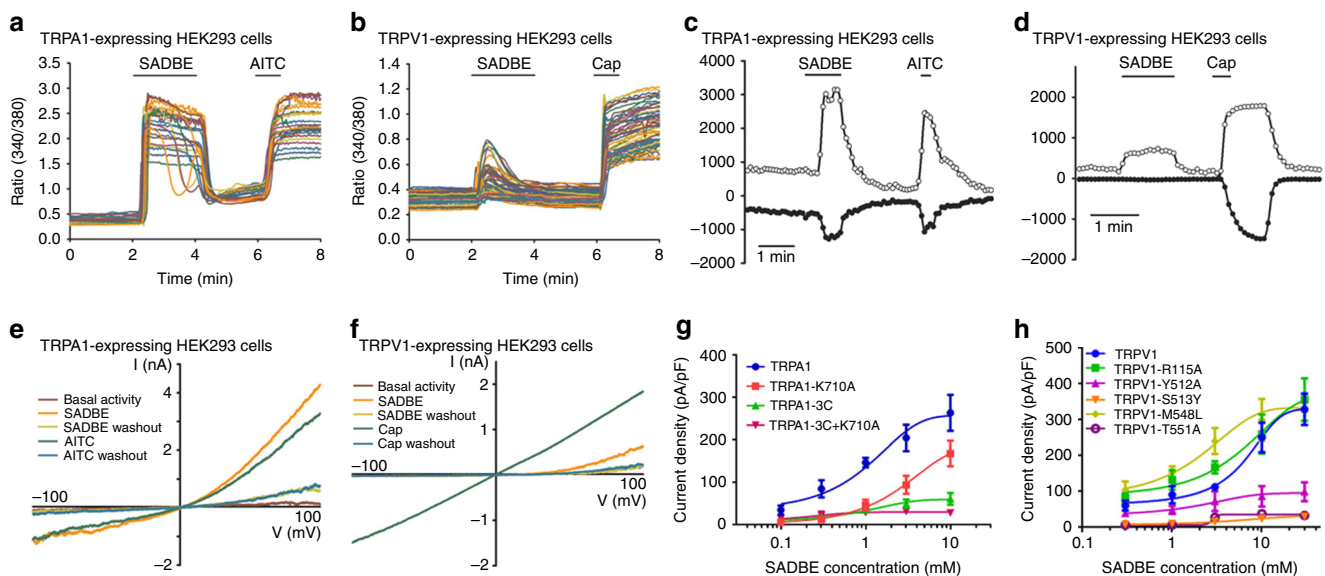 a
TRPA1-expressing HEK293 cells
SADBE
AITC
3.5
3.0
2.5
2.0
1.5
1.0
0.5
0.0
Ratio (340/380)
0
2
4
6
8
Time (min)
b
TRPV1-expressing HEK293 cells
SADBE
Cap
1.4
1.2
1.0
0.8
0.6
0.4
0.2
0.0
Ratio (340/380)
0
2
4
6
8
Time (min)
c
TRPA1-expressing HEK293 cells
SADBE
AITC
4000
3000
2000
1000
0
−1000
−2000
1 min
d
TRPV1-expressing HEK293 cells
SADBE
Cap
2000
1000
0
−1000
−2000
1 min
e
TRPA1-expressing HEK293 cells
I (nA)
Basal activity
SADBE
SADBE washout
AITC
AITC washout
4
2
−2
−100
100
V (mV)
f
TRPV1-expressing HEK293 cells
I (nA)
Basal activity
SADBE
SADBE washout
Cap
Cap washout
2
1
−1
−2
−100
100
V (mV)
g
400
300
200
100
0
Current density (pA/pF)
TRPA1
TRPA1-K710A
TRPA1-3C
TRPA1-3C+K710A
0.1
1
10
SADBE concentration (mM)
h
500
400
300
200
100
0
Current density (pA/pF)
TRPV1
TRPV1-R115A
TRPV1-Y512A
TRPV1-S513Y
TRPV1-M548L
TRPV1-T551A
0.1
1
10
SADBE concentration (mM)